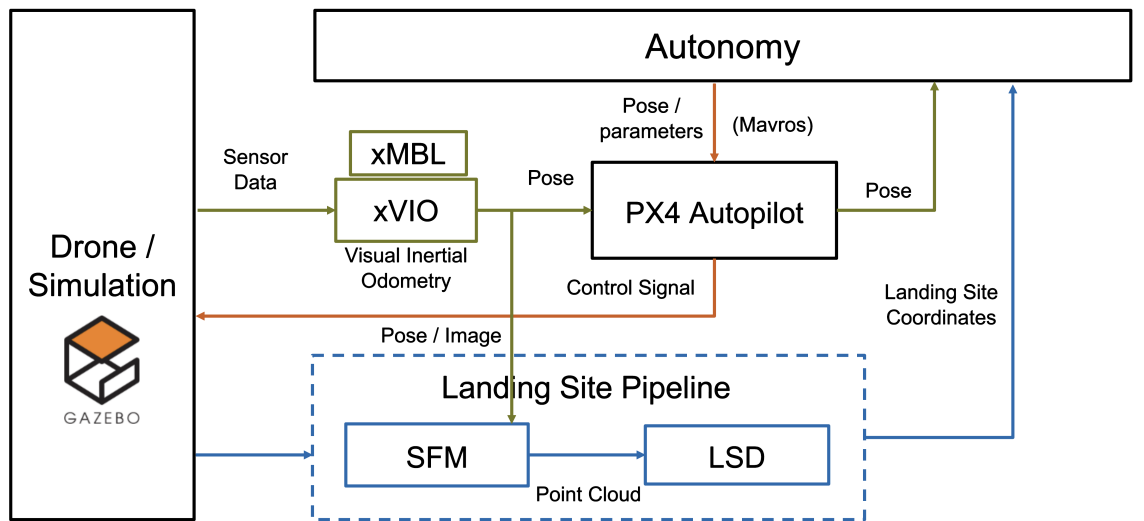 Autonomy
Pose /
parameters
(Mavros)
Sensor
Data
xMBL
xVIO
Visual Inertial
Odometry
Pose
PX4 Autopilot
Pose
Drone /
Simulation
GAZEBO
Control Signal
Landing Site
Coordinates
Pose / Image
Landing Site Pipeline
SFM
LSD
Point Cloud